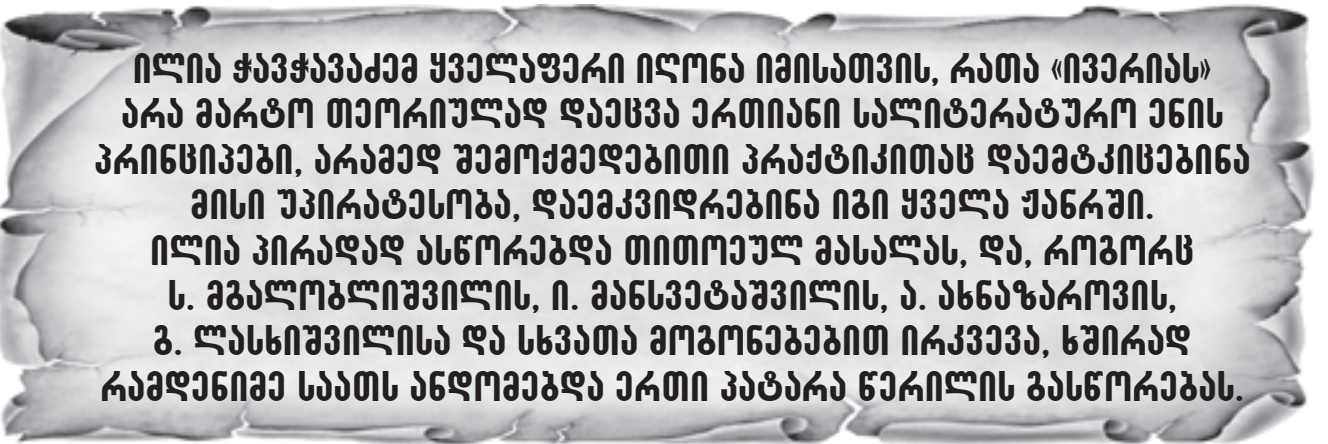 ილია ჭავჭავაძემ ყველაფერი იღონა იმისათვის, რათა «ივერიას»
არა მარტო თეორიულად დაეცვა ერთიანი სალიტერატურო ენის
პრინციპები, არამედ შემოქმედებითი პრაქტიკითაც დაემტკიცებინა
მისი უპირატესობა, დაემკვიდრებინა იგი ყველა ჟანრში.
ილია პირადად ასწორებდა თითოეულ მასალას, და, როგორც
ს. მგალობლიშვილის, ი. მანსვეტაშვილის, ა. ახნაზაროვის,
გ. ლასხიშვილისა და სხვათა მოგონებებით ირკვევა, ხშირად
რამდენიმე საათს ანდომებდა ერთი პატარა წერილის გასწორებას.